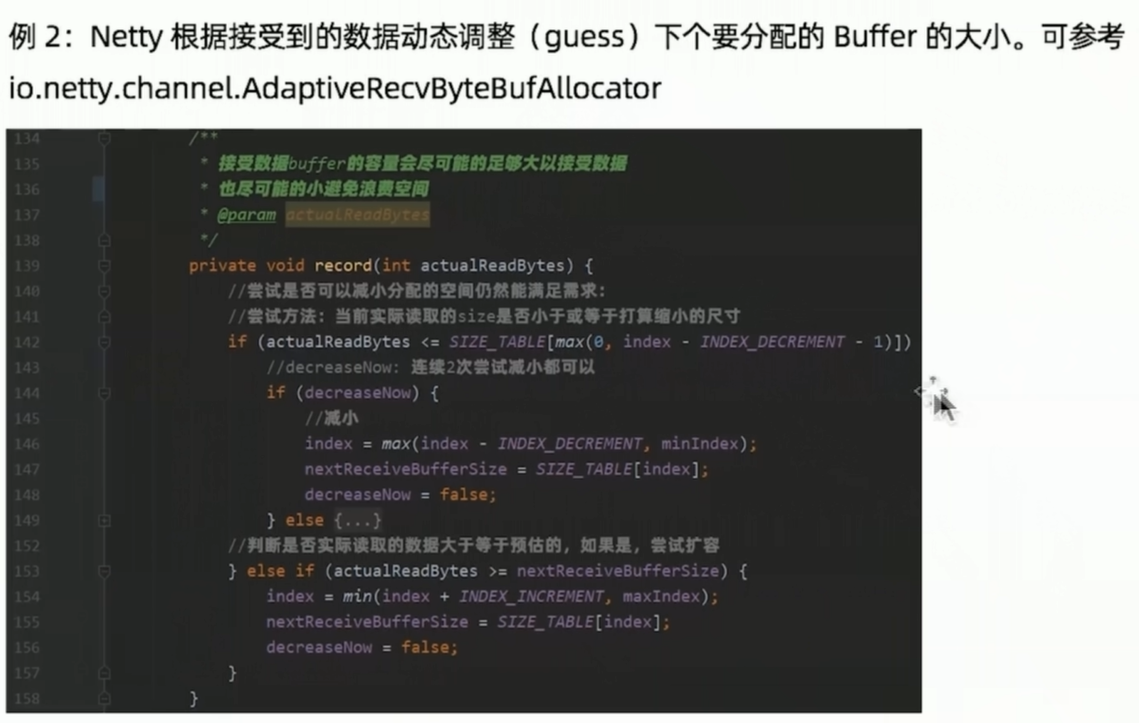 例 2：Netty 根据接受到的数据动态调整（guess）下个要分配的 Buffer 的大小。可参考
io.netty.channel.AdaptiveRecvByteBufAllocator
134 /**
135 * 接受数据buffer的容量会尽可能的足够大以接受数据
136 * 也尽可能的小避免浪费空间
137 * @param actualReadBytes
138 */
139 private void record(int actualReadBytes) {
140 //尝试是否可以减小分配的空间仍然能满足需求：
141 //尝试方法：当前实际读取的size是否小于或等于打算缩小的尺寸
142 if (actualReadBytes <= SIZE_TABLE[max(0, index - INDEX_DECREMENT - 1)])
143 //decreaseNow: 连续2次尝试减小都可以
144 if (decreaseNow) {
145 //减小
146 index = max(index - INDEX_DECREMENT, minIndex);
147 nextReceiveBufferSize = SIZE_TABLE[index];
148 decreaseNow = false;
149 } else {...}
152 //判断是否实际读取的数据大于等于预估的，如果是，尝试扩容
153 } else if (actualReadBytes >= nextReceiveBufferSize) {
154 index = min(index + INDEX_INCREMENT, maxIndex);
155 nextReceiveBufferSize = SIZE_TABLE[index];
156 decreaseNow = false;
157 }
158 }